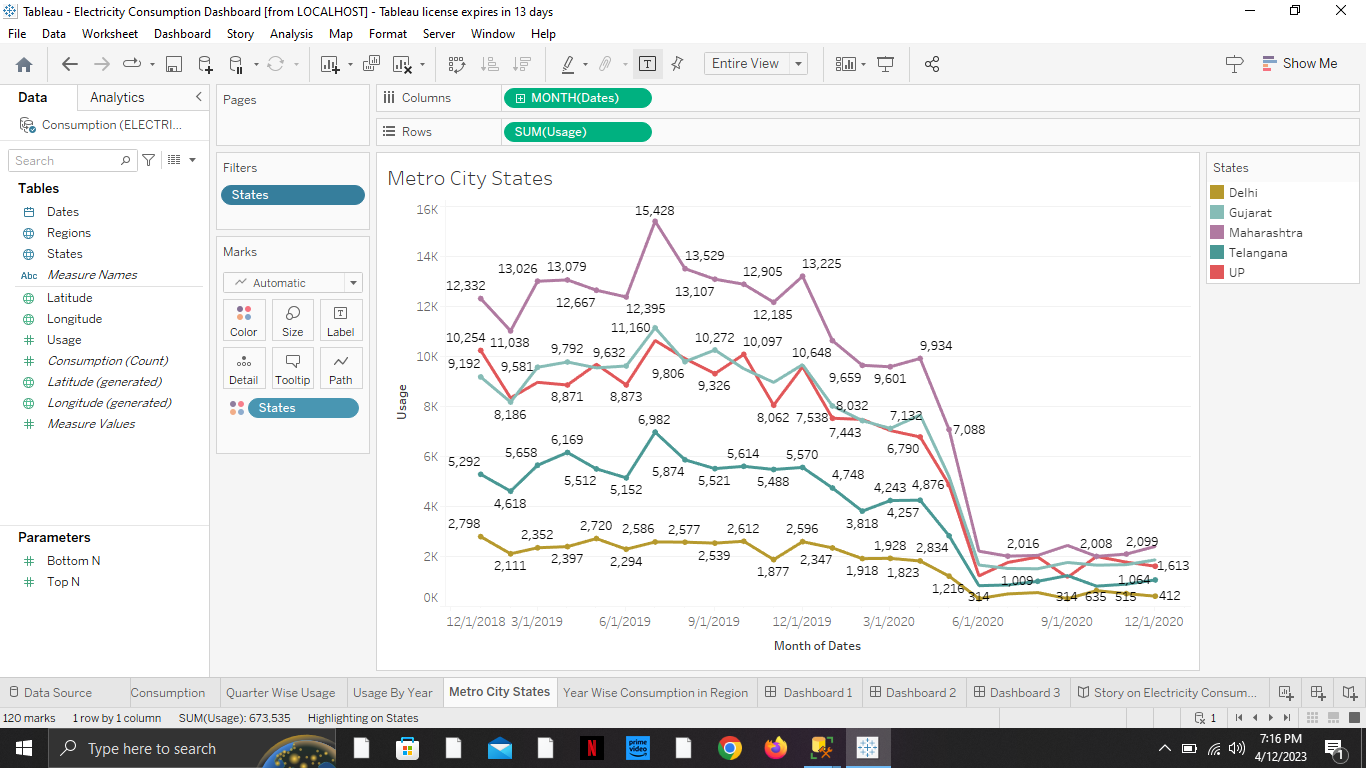 Tableau - Electricity Consumption Dashboard [from LOCALHOST] - Tableau license expires in 13 days
File Data Worksheet Dashboard Story Analysis Map Format Server Window Help
Entire View
Show Me
Data Analytics
Consumption (ELECTRI...
Search
Tables
Dates
Regions
States
Abc Measure Names
Latitude
Longitude
Usage
Consumption (Count)
Latitude (generated)
Longitude (generated)
Measure Values
Parameters
Bottom N
Top N
Pages
Filters
States
Marks
Automatic
Color Size Label
Detail Tooltip Path
States
Columns MONTH(Dates)
Rows SUM(Usage)
Metro City States
16K
14K
12K
10K
8K
6K
4K
2K
0K
Usage
12,332 11,038 13,026 13,079 12,667 12,395 15,428 13,107 13,529 12,905 12,185 13,225 9,659 9,601 9,934 7,088 2,016 2,008 2,099
10,254 9,192 8,186 9,581 9,792 8,871 9,632 8,873 11,160 9,806 10,272 9,326 10,097 8,062 10,648 7,538 8,032 7,443 7,132 6,790 4,876 1,613
5,292 4,618 5,658 6,169 5,512 5,152 6,982 5,874 5,521 5,614 5,488 5,570 4,748 3,818 4,243 4,257 2,834 1,009 1,064
2,798 2,111 2,352 2,397 2,720 2,294 2,586 2,577 2,539 2,612 1,877 2,596 2,347 1,918 1,928 1,823 1,216 314 314 635 515 412
12/1/2018 3/1/2019 6/1/2019 9/1/2019 12/1/2019 3/1/2020 6/1/2020 9/1/2020 12/1/2020
Month of Dates
States
Delhi
Gujarat
Maharashtra
Telangana
UP
Data Source Consumption Quarter Wise Usage Usage By Year Metro City States Year Wise Consumption in Region Dashboard 1 Dashboard 2 Dashboard 3 Story on Electricity Consum...
120 marks 1 row by 1 column SUM(Usage): 673,535 Highlighting on States 1
Type here to search
N
prime video
7:16 PM
4/12/2023
1